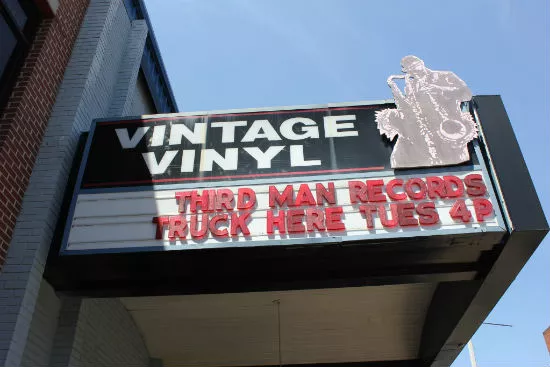 VINTAGE
VINYL
THIRD MAN RECORDS
TRUCK HERE TUES 4P